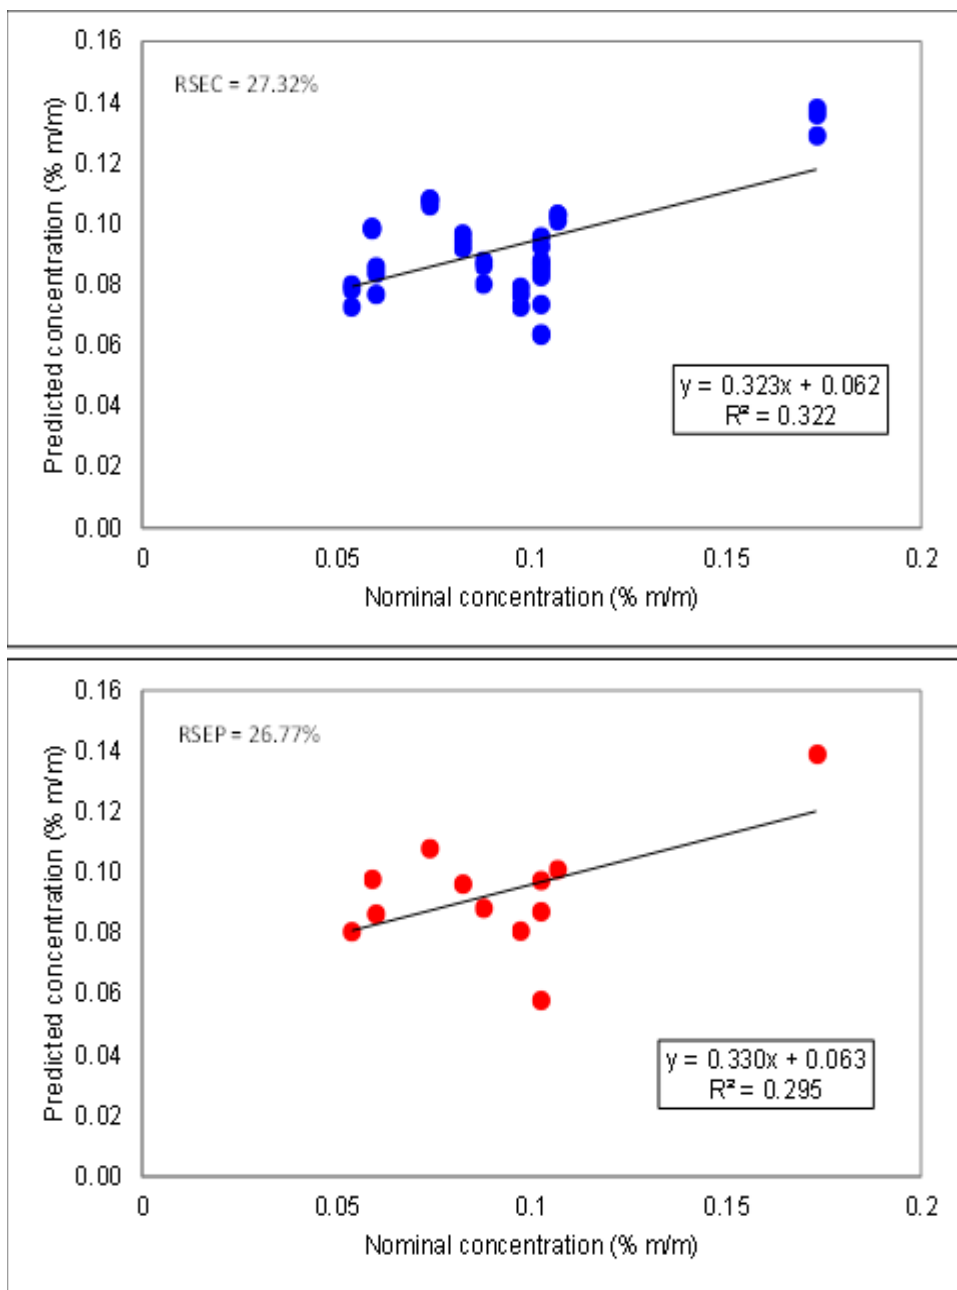 0.16
RSEC = 27.32%
0.14
0.12
0.10
0.08
0.06
0.04
0.02
0.00
Predicted concentration (% m/m)
y = 0.323x + 0.062
R² = 0.322
0 0.05 0.1 0.15 0.2
Nominal concentration (% m/m)
0.16
RSEP = 26.77%
0.14
0.12
0.10
0.08
0.06
0.04
0.02
0.00
Predicted concentration (% m/m)
y = 0.330x + 0.063
R² = 0.295
0 0.05 0.1 0.15 0.2
Nominal concentration (% m/m)